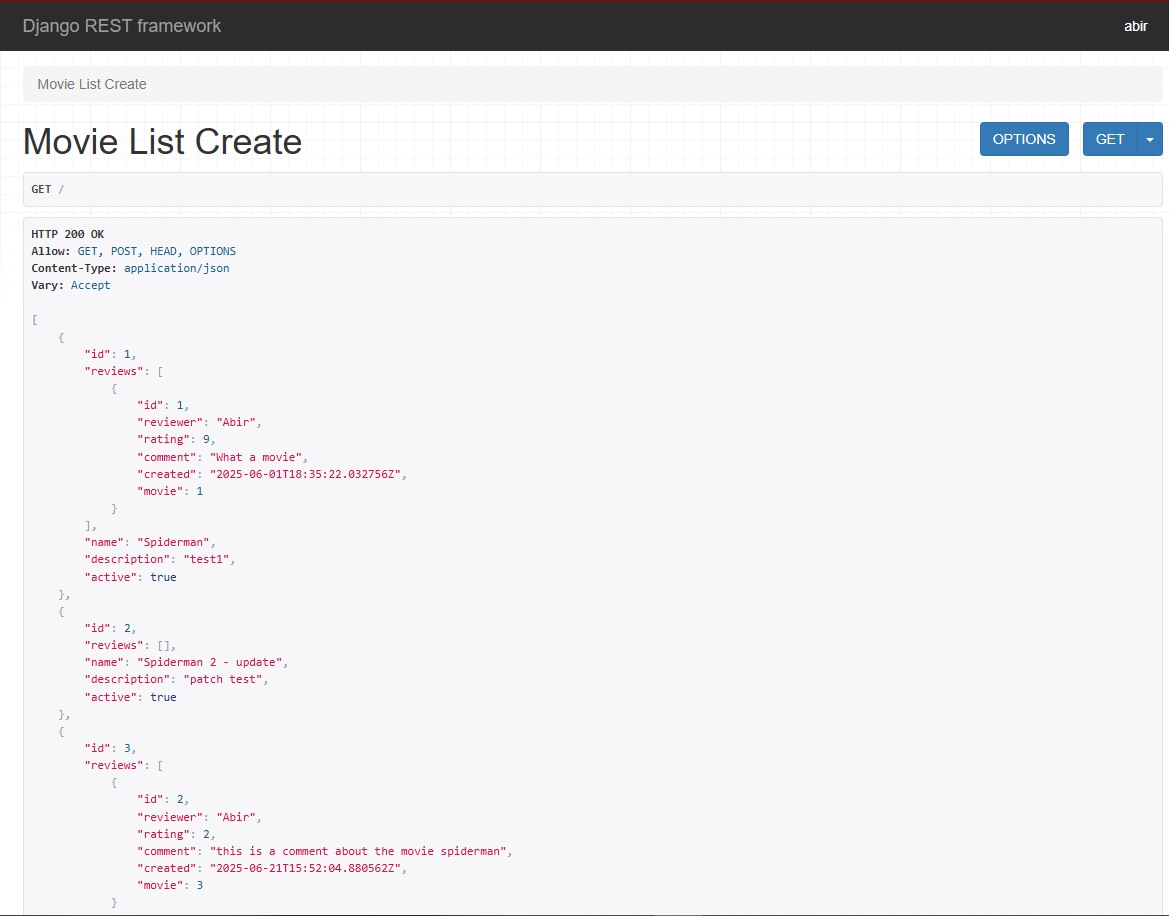 Django REST framework
abir
Movie List Create
Movie List Create
OPTIONS
GET
GET /
HTTP 200 OK
Allow: GET, POST, HEAD, OPTIONS
Content-Type: application/json
Vary: Accept
[
    {
        "id": 1,
        "reviews": [
            {
                "id": 1,
                "reviewer": "Abir",
                "rating": 9,
                "comment": "What a movie",
                "created": "2025-06-01T18:35:22.032756Z",
                "movie": 1
            }
        ],
        "name": "Spiderman",
        "description": "test1",
        "active": true
    },
    {
        "id": 2,
        "reviews": [],
        "name": "Spiderman 2 - update",
        "description": "patch test",
        "active": true
    },
    {
        "id": 3,
        "reviews": [
            {
                "id": 2,
                "reviewer": "Abir",
                "rating": 2,
                "comment": "this is a comment about the movie spiderman",
                "created": "2025-06-21T15:52:04.880562Z",
                "movie": 3
            }